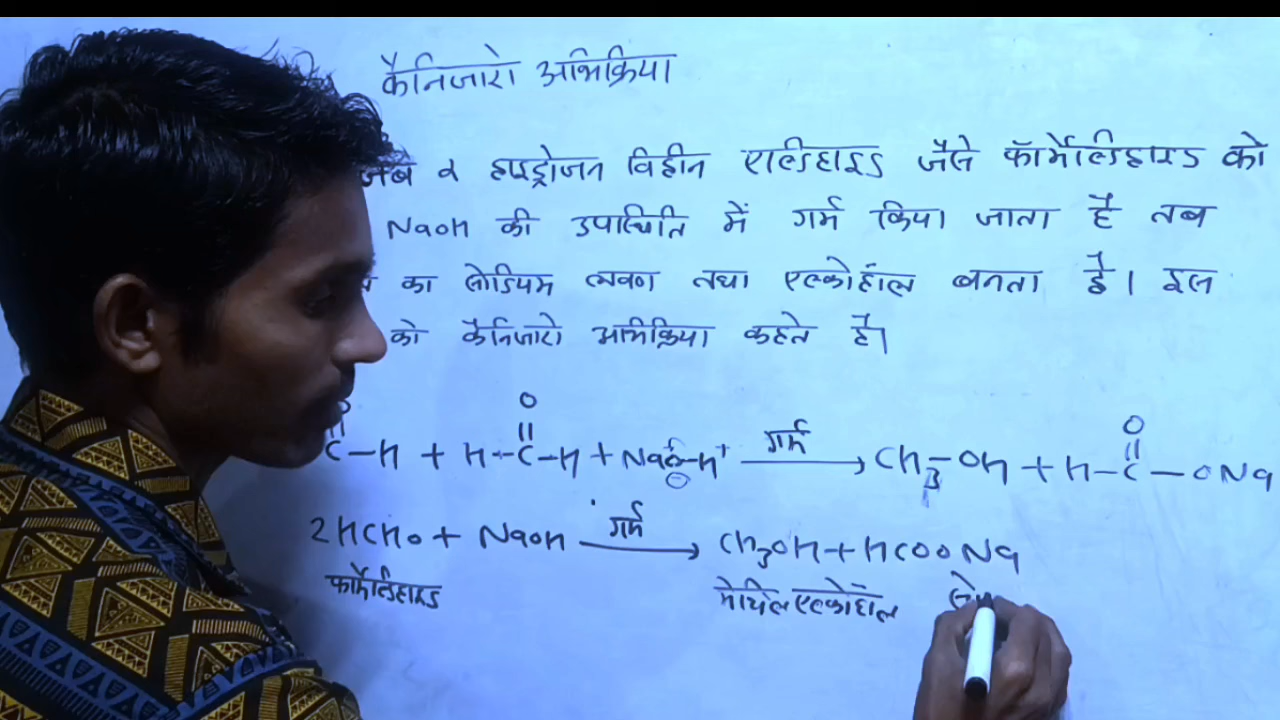 कैनिजारो अभिक्रिया
जब α हाइड्रोजन विहीन एल्डिहाइड जैसे फॉर्मेल्डिहाइड को
NaOH की उपस्थिति में गर्म किया जाता है तब
का सोडियम लवण तथा एल्कोहॉल बनता है। इस
को कैनिजारो अभिक्रिया कहते है।
O O
|| || O
C-H + H-C-H + NaO-H+ गर्म → CH3-OH + H-C-ONa
2HCHO + NaOH गर्म → CH3OH + HCOONa
फार्मेल्डिहाइड मेथिल एल्कोहॉल